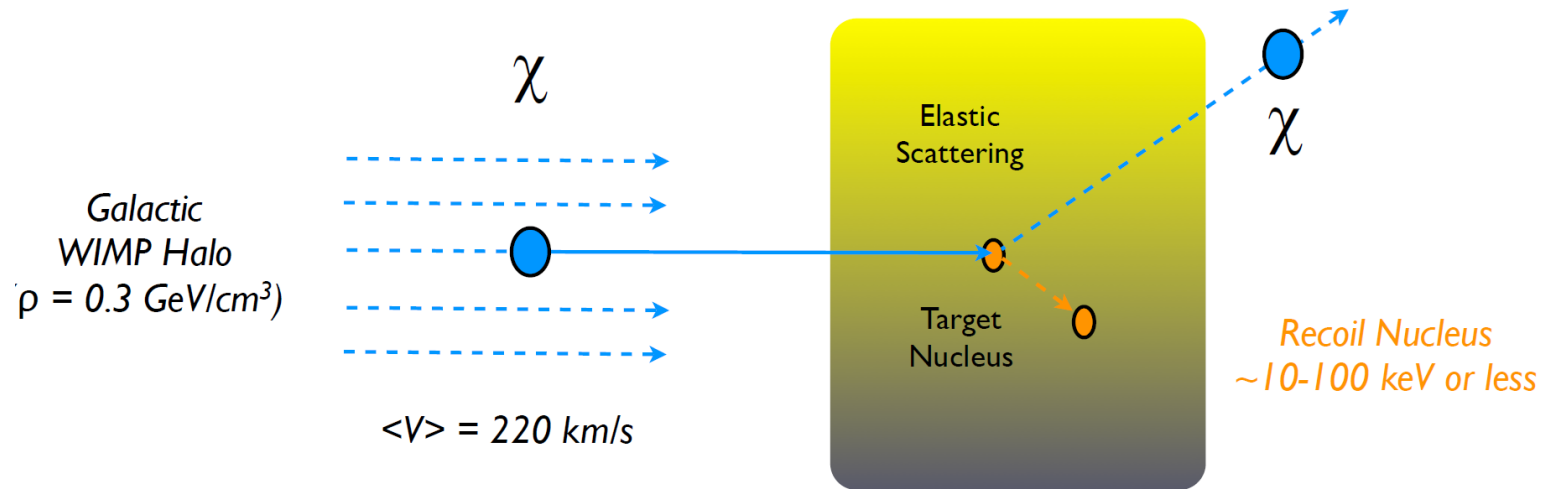 χ
Galactic
WIMP Halo
(ρ = 0.3 GeV/cm³)
<V> = 220 km/s
Elastic
Scattering
Target
Nucleus
χ
Recoil Nucleus
~10-100 keV or less